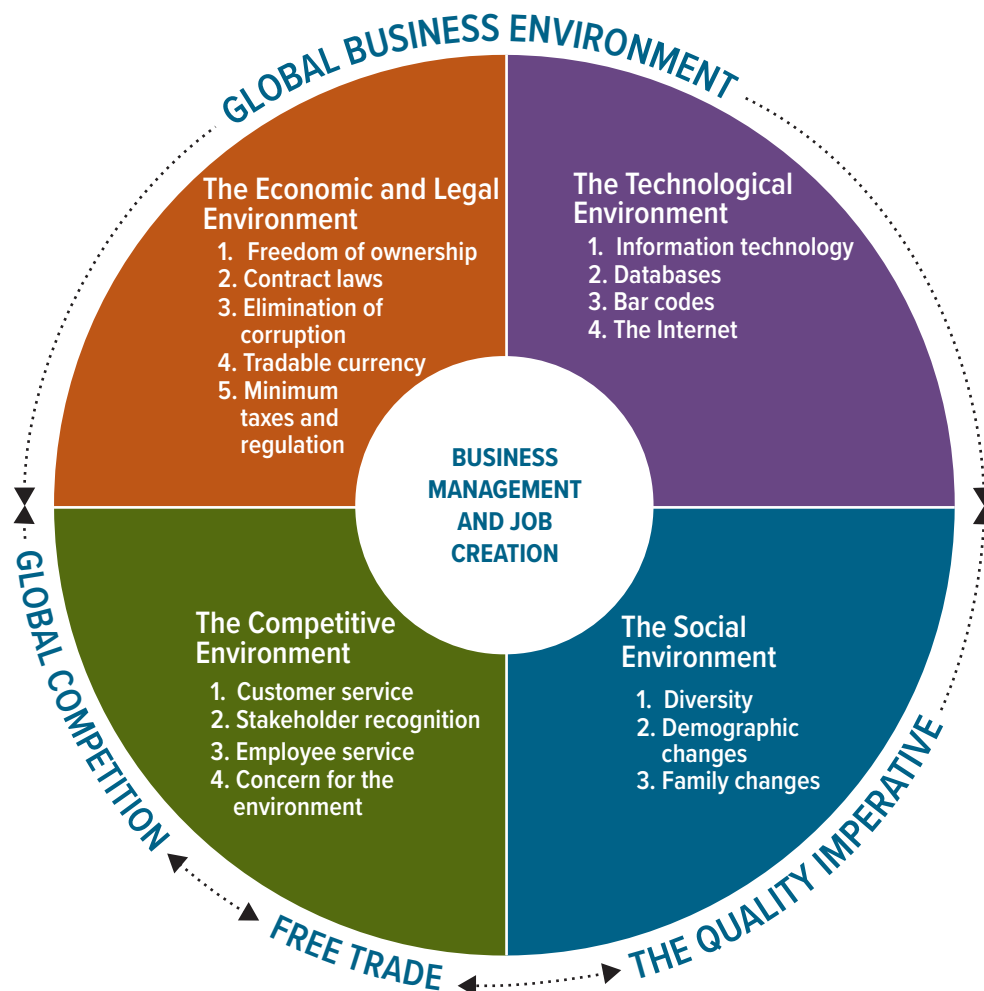 GLOBAL BUSINESS ENVIRONMENT
The Economic and Legal
Environment
1. Freedom of ownership
2. Contract laws
3. Elimination of
corruption
4. Tradable currency
5. Minimum
taxes and
regulation
The Technological
Environment
1. Information technology
2. Databases
3. Bar codes
4. The Internet
BUSINESS
MANAGEMENT
AND JOB
CREATION
The Competitive
Environment
1. Customer service
2. Stakeholder recognition
3. Employee service
4. Concern for the
environment
The Social
Environment
1. Diversity
2. Demographic
changes
3. Family changes
GLOBAL COMPETITION
FREE TRADE
THE QUALITY IMPERATIVE